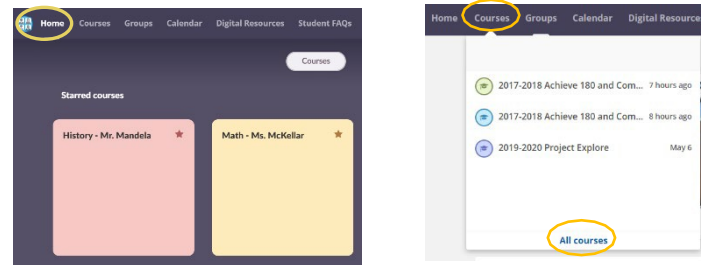 Home Courses Groups Calendar Digital Resources Student FAQs
Courses
Starred courses
History - Mr. Mandela
Math - Ms. McKellar
Home Courses Groups Calendar Digital Resource
2017-2018 Achieve 180 and Com... 7 hours ago
2017-2018 Achieve 180 and Com... 8 hours ago
2019-2020 Project Explore May 6
All courses